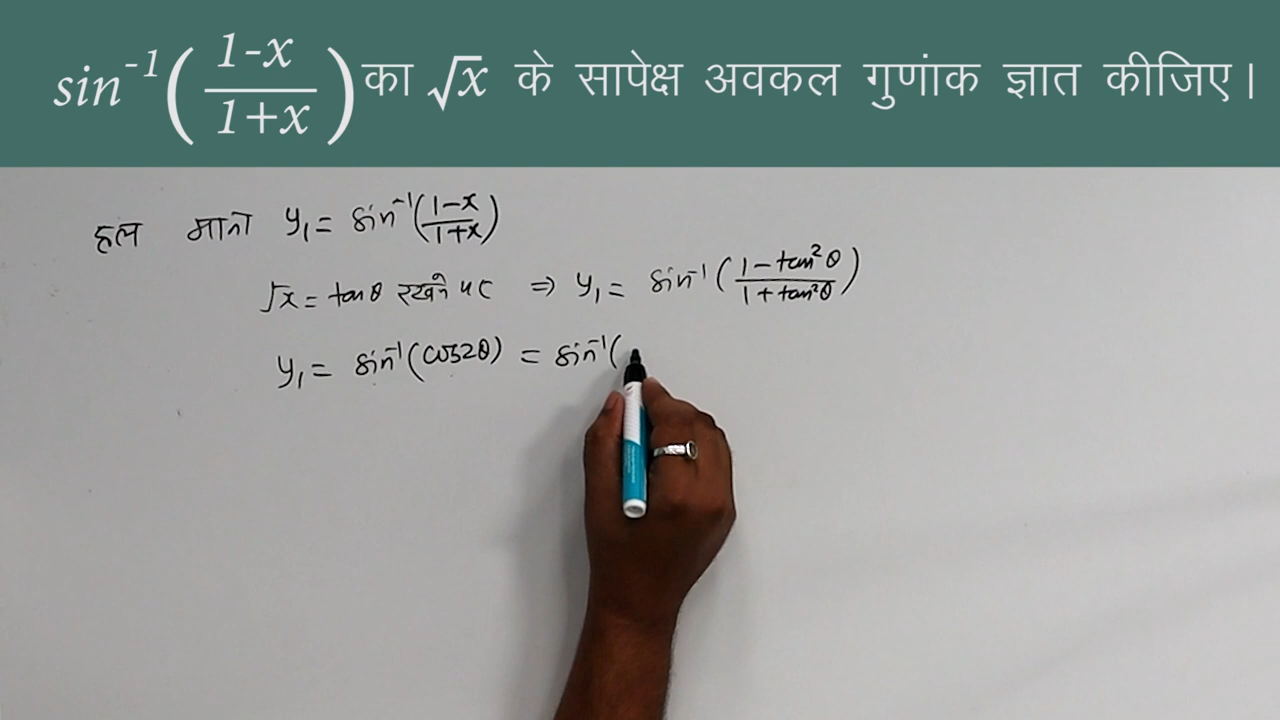 sin⁻¹(1-x/1+x) का √x के सापेक्ष अवकल गुणांक ज्ञात कीजिए।
हल माना y₁ = sin⁻¹(1-x/1+x)
√x = tanθ रखने पर ⇒ y₁ = sin⁻¹(1-tan²θ/1+tan²θ)
y₁ = sin⁻¹(cos2θ) = sin⁻¹(